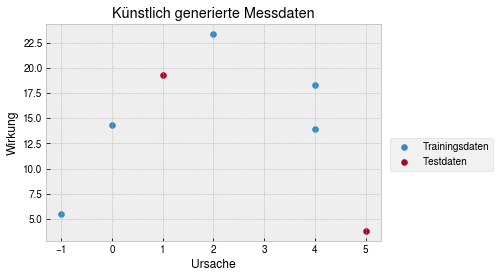 Künstlich generierte Messdaten
Wirkung
22.5
20.0
17.5
15.0
12.5
10.0
7.5
5.0
−1 0 1 2 3 4 5
Ursache
Trainingsdaten
Testdaten